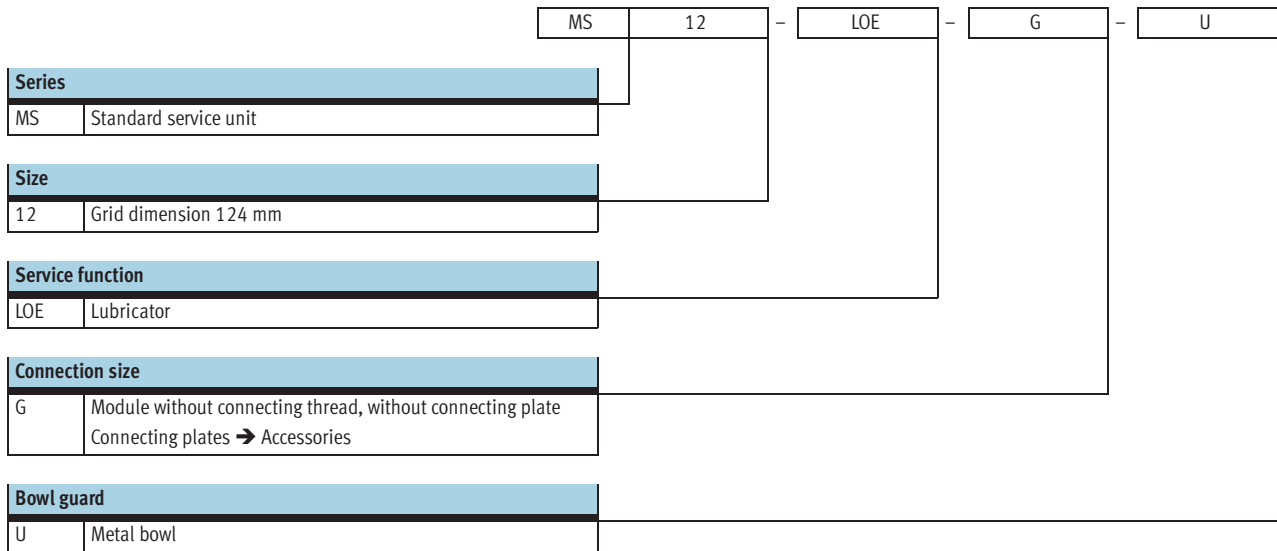 MS 12 – LOE – G – U
Series
MS Standard service unit
Size
12 Grid dimension 124 mm
Service function
LOE Lubricator
Connection size
G Module without connecting thread, without connecting plate
Connecting plates ➔ Accessories
Bowl guard
U Metal bowl